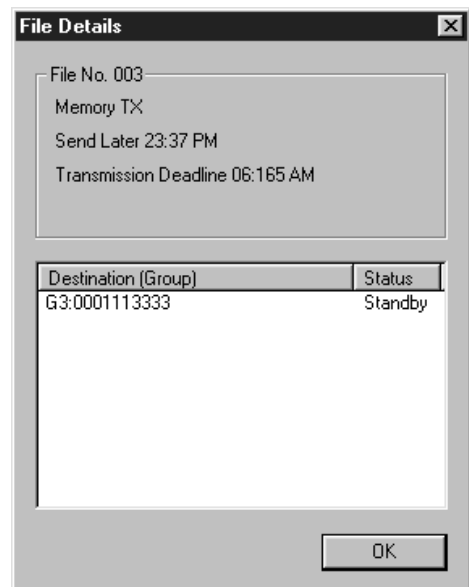 File Details
File No. 003
Memory TX
Send Later 23:37 PM
Transmission Deadline 06:165 AM
Destination (Group) Status
G3:0001113333 Standby
OK